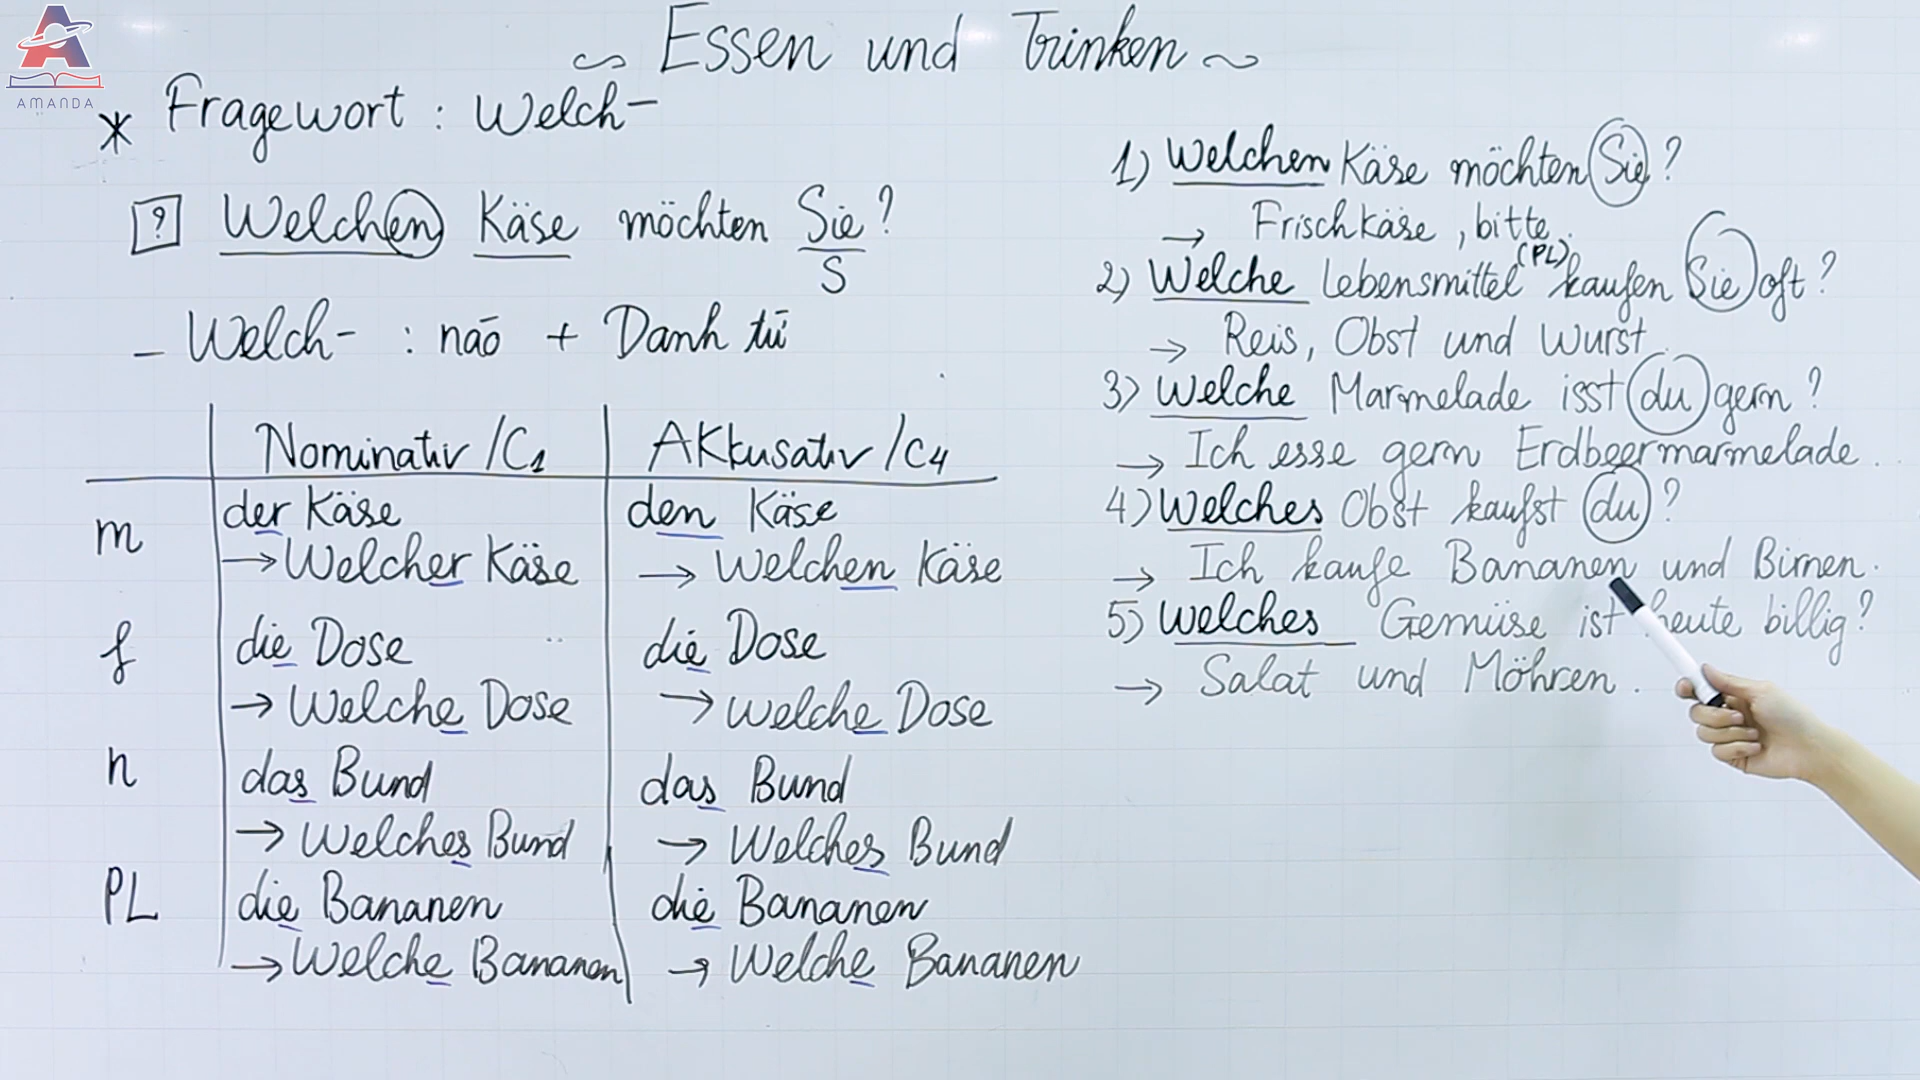 AMANDA
~ Essen und Trinken ~
* Fragewort : Welch-
? Welchen Käse möchten Sie?
S
- Welch- : nào + Danh từ
Nominativ /C1 AKkusativ /C4
m der Käse den Käse
→ Welcher Käse → Welchen Käse
f die Dose die Dose
→ Welche Dose → Welche Dose
n das Bund das Bund
→ Welches Bund → Welches Bund
PL die Bananen die Bananen
→ Welche Bananen → Welche Bananen
1) Welchen Käse möchten Sie?
→ Frischkäse, bitte.
2) Welche Lebensmittel (PL) kaufen Sie oft?
→ Reis, Obst und Wurst.
3) Welche Marmelade isst du gern?
→ Ich esse gern Erdbeermarmelade.
4) Welches Obst kaufst du?
→ Ich kaufe Bananen und Birnen.
5) Welches Gemüse ist heute billig?
→ Salat und Möhren.